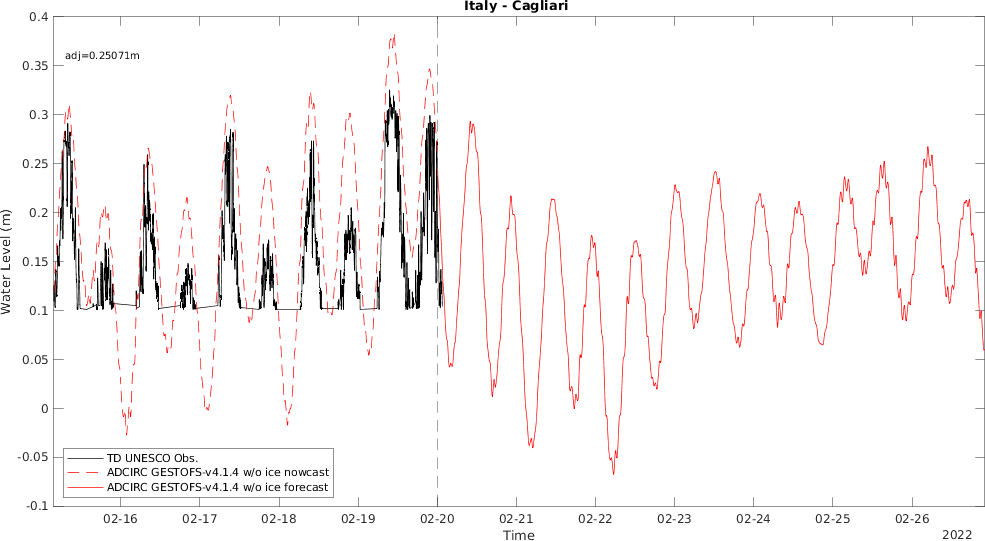 Italy - Cagliari
adj=0.25071m
0.4
0.35
0.3
0.25
0.2
0.15
0.1
0.05
0
-0.05
-0.1
Water Level (m)
TD UNESCO Obs.
ADCIRC GESTOFS-v4.1.4 w/o ice nowcast
ADCIRC GESTOFS-v4.1.4 w/o ice forecast
02-16 02-17 02-18 02-19 02-20 02-21 02-22 02-23 02-24 02-25 02-26
Time
2022